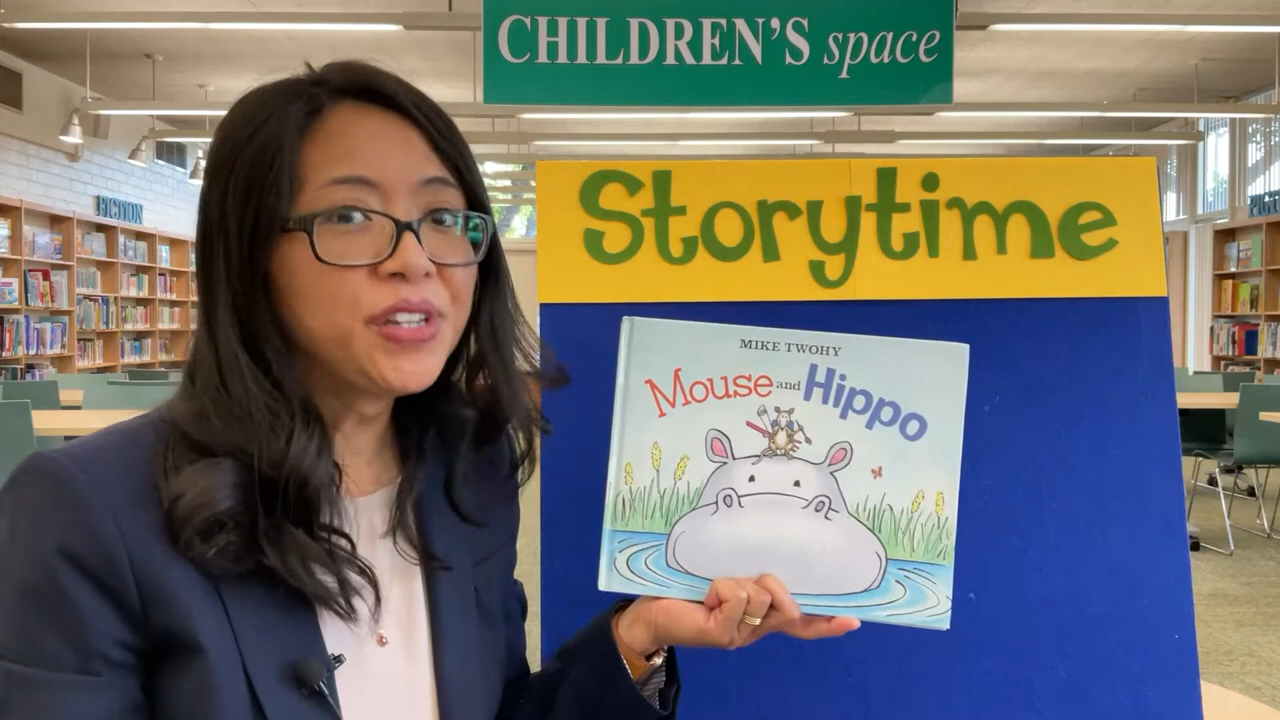 CHILDREN'S space
FICTION
Storytime
MIKE TWOHY
Mouse and Hippo